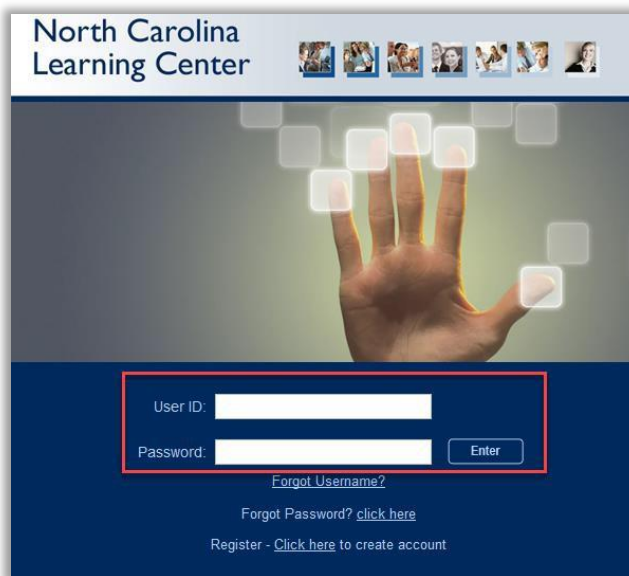 North Carolina
Learning Center
User ID:
Password:
Enter
Forgot Username?
Forgot Password? click here
Register - Click here to create account